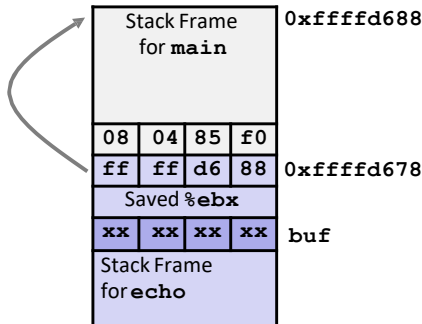 Stack Frame 0xffffd688
for main
08 04 85 f0
ff ff d6 88 0xffffd678
Saved %ebx
xx xx xx xx buf
Stack Frame
for echo